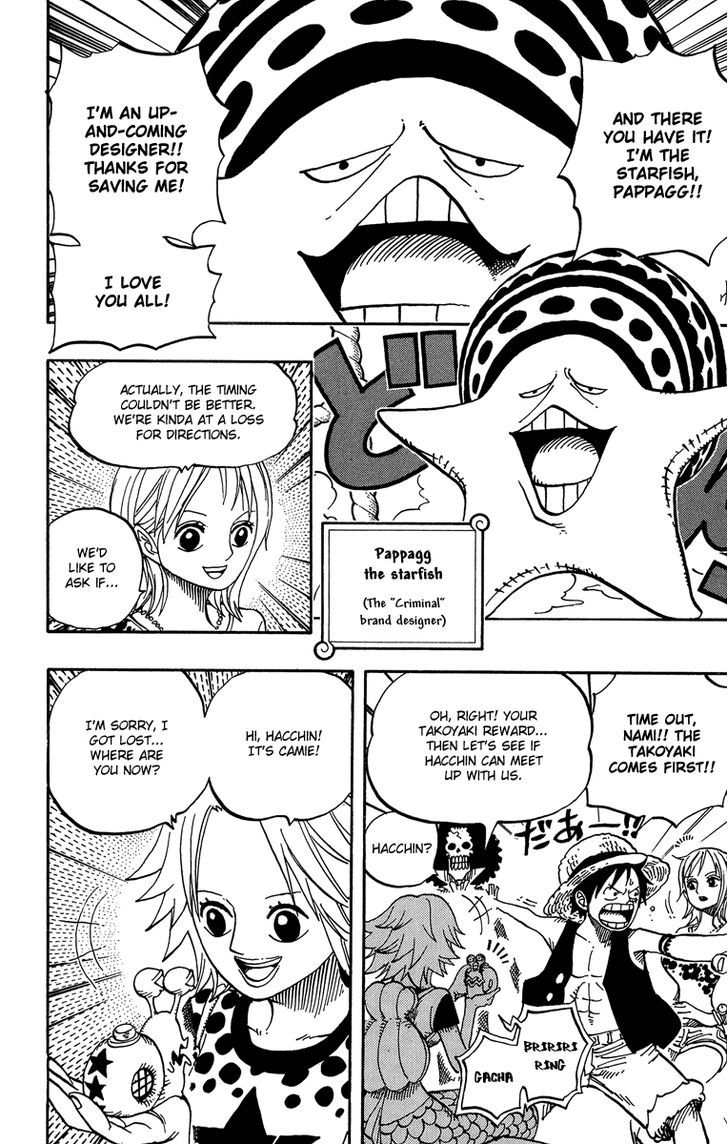 AND THERE
YOU HAVE IT!
I'M THE
STARFISH,
PAPPAGG!!
I'M AN UP-
AND-COMING
DESIGNER!!
THANKS FOR
SAVING ME!
I LOVE
YOU ALL!
ど
Pappagg
the starfish
(The "Criminal"
brand designer)
ACTUALLY, THE TIMING
COULDN'T BE BETTER.
WE'RE KINDA AT A LOSS
FOR DIRECTIONS.
WE'D
LIKE TO
ASK IF...
TIME OUT,
NAMI!! THE
TAKOYAKI
COMES FIRST!!
OH, RIGHT! YOUR
TAKOYAKI REWARD...
THEN LET'S SEE IF
HACCHIN CAN MEET
UP WITH US.
だあー!!
HACCHIN?
BRIRIRI
RING
GACHA
HI, HACCHIN!
IT'S CAMIE!
I'M SORRY, I
GOT LOST...
WHERE ARE
YOU NOW?